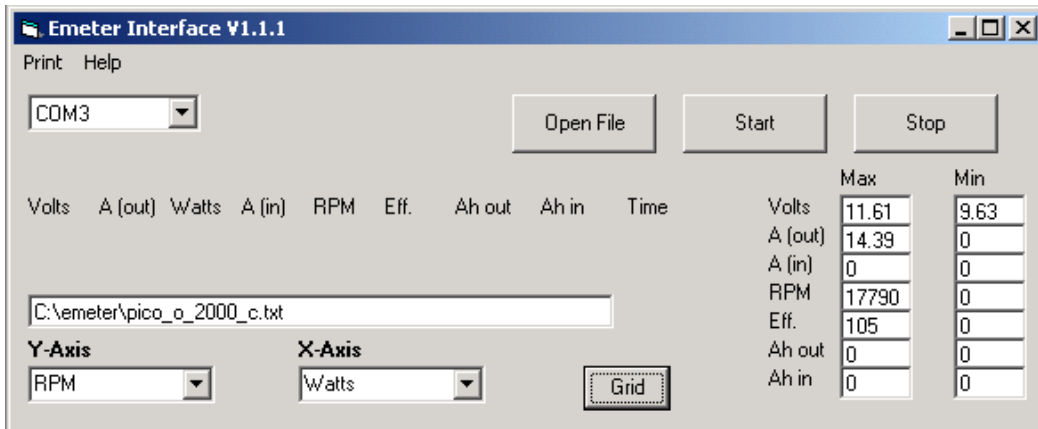 Emeter Interface V1.1.1
Print Help
COM3
Open File Start Stop
Max Min
Volts A (out) Watts A (in) RPM Eff. Ah out Ah in Time
Volts 11.61 9.63
A (out) 14.39 0
A (in) 0 0
RPM 17790 0
Eff. 105 0
Ah out 0 0
Ah in 0 0
C:\emeter\pico_o_2000_c.txt
Y-Axis X-Axis
RPM Watts Grid